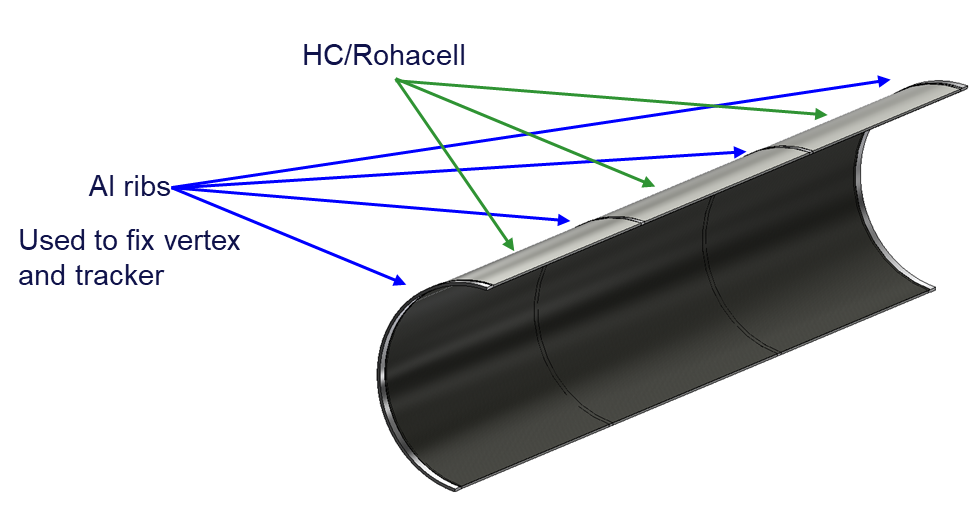 HC/Rohacell
Al ribs
Used to fix vertex
and tracker